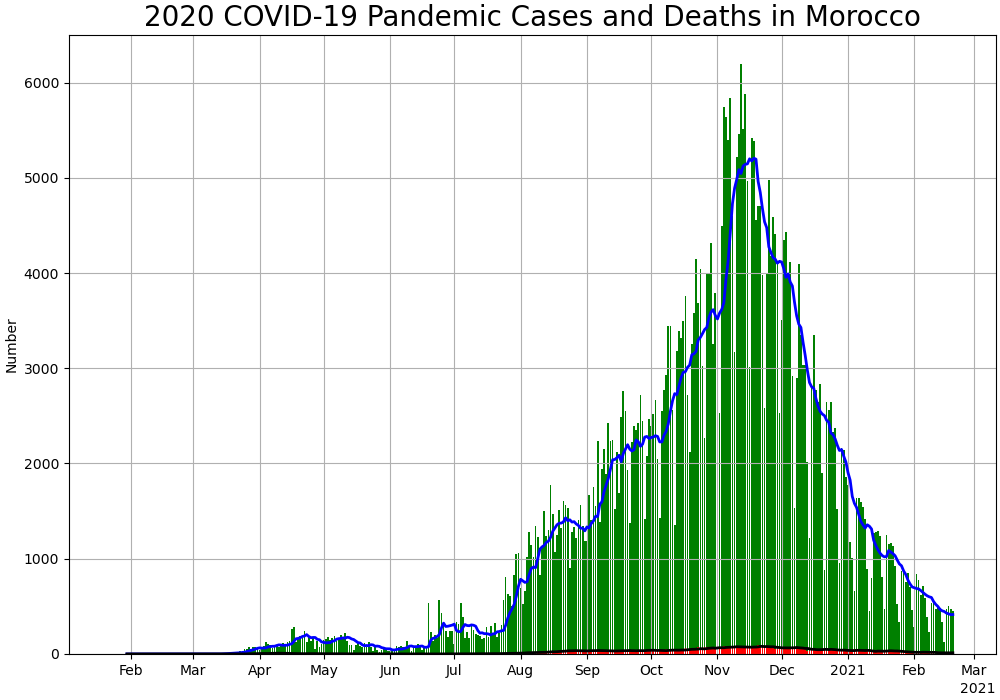 2020 COVID-19 Pandemic Cases and Deaths in Morocco
Number
6000
5000
4000
3000
2000
1000
0
Feb Mar Apr May Jun Jul Aug Sep Oct Nov Dec 2021 Feb Mar
2021